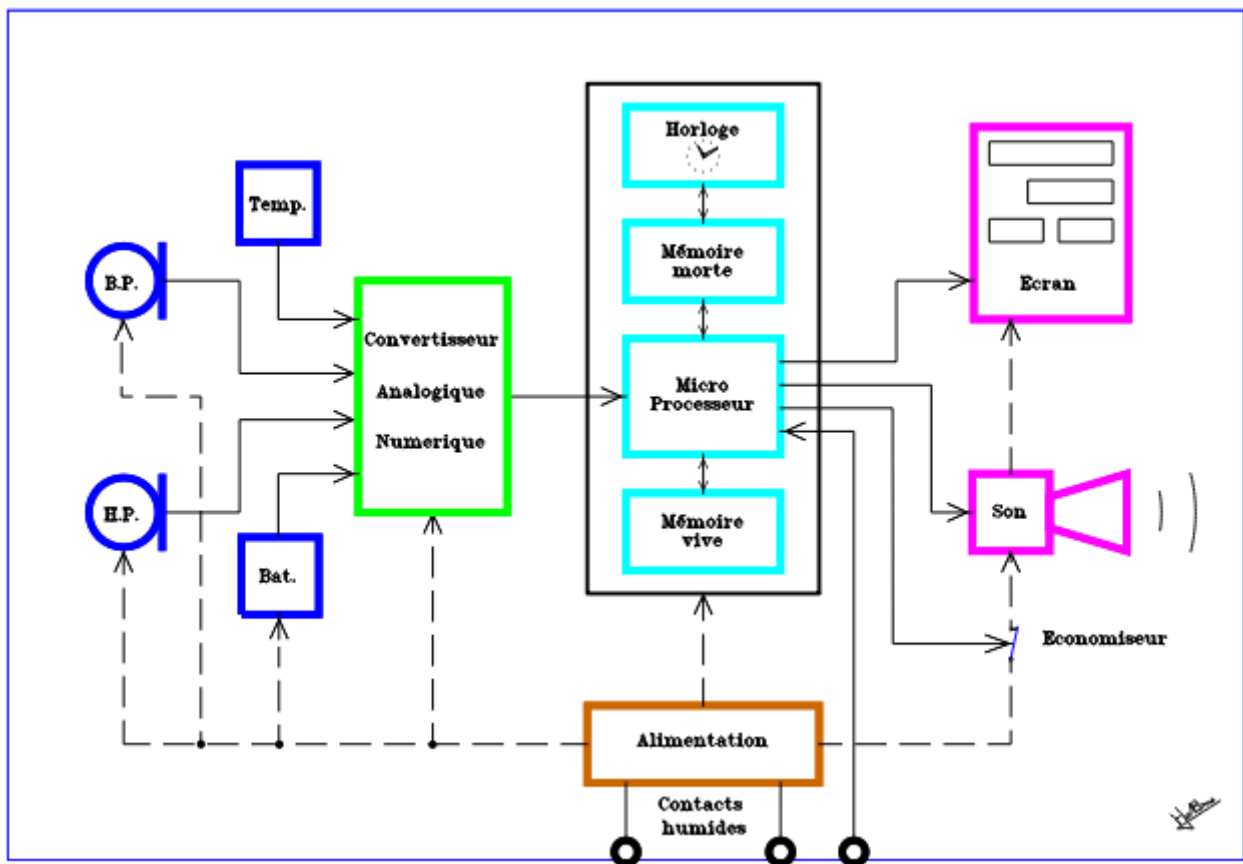 Horloge
Temp.
Mémoire
morte
B.P.
Ecran
Convertisseur
Analogique
Numerique
Micro
Processeur
H.P.
Son
Mémoire
vive
Bat.
Economiseur
Alimentation
Contacts
humides